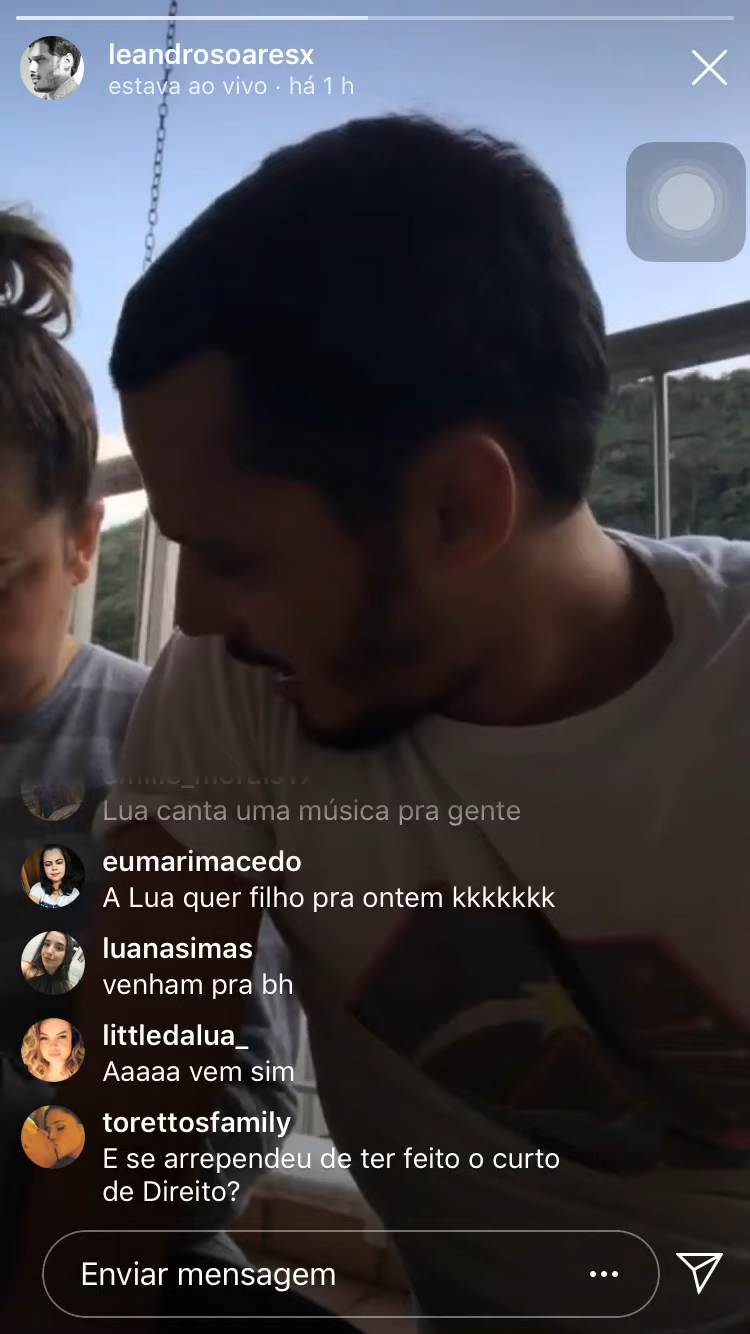 leandrosoaresx
estava ao vivo · há 1 h
Lua canta uma música pra gente
eumarimacedo
A Lua quer filho pra ontem kkkkkkk
luanasimas
venham pra bh
littledalua_
Aaaaa vem sim
torettosfamily
E se arrependeu de ter feito o curto
de Direito?
Enviar mensagem